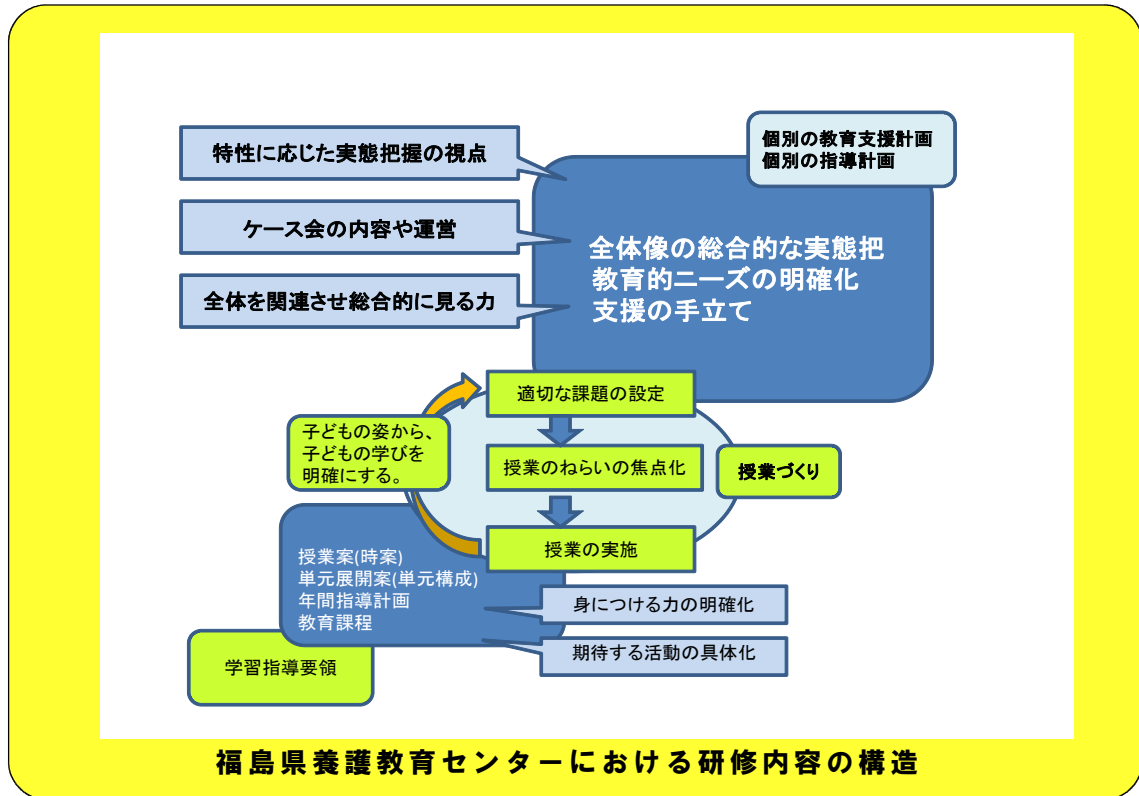 特性に応じた実態把握の視点
ケース会の内容や運営
全体を関連させ総合的に見る力
個別の教育支援計画
個別の指導計画
全体像の総合的な実態把
教育的ニーズの明確化
支援の手立て
適切な課題の設定
子どもの姿から、
子どもの学びを
明確にする。
授業のねらいの焦点化
授業づくり
授業の実施
授業案(時案)
単元展開案(単元構成)
年間指導計画
教育課程
身につける力の明確化
期待する活動の具体化
学習指導要領
福島県養護教育センターにおける研修内容の構造